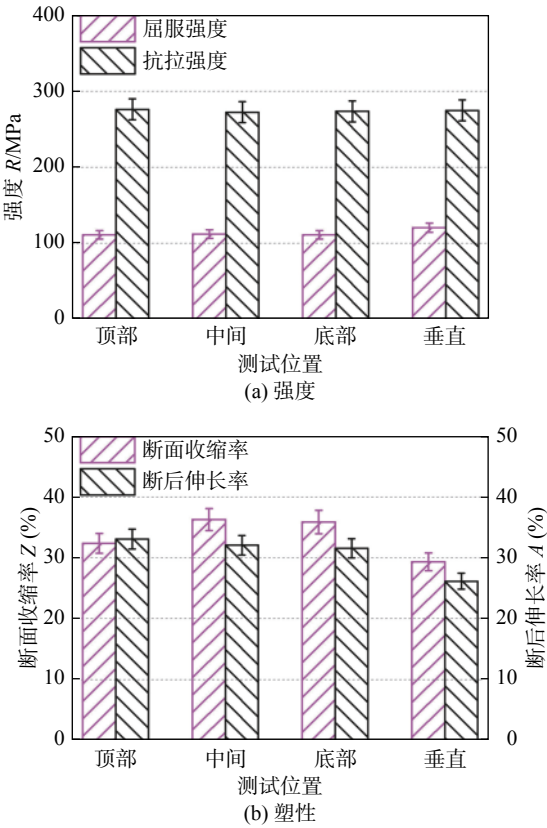 400
300
200
100
0
强度 R/MPa
屈服强度
抗拉强度
顶部 中间 底部 垂直
测试位置
(a) 强度
50
40
30
20
10
0
断面收缩率 Z (%)
断面收缩率
断后伸长率
50
40
30
20
10
0
断后伸长率 A (%)
顶部 中间 底部 垂直
测试位置
(b) 塑性